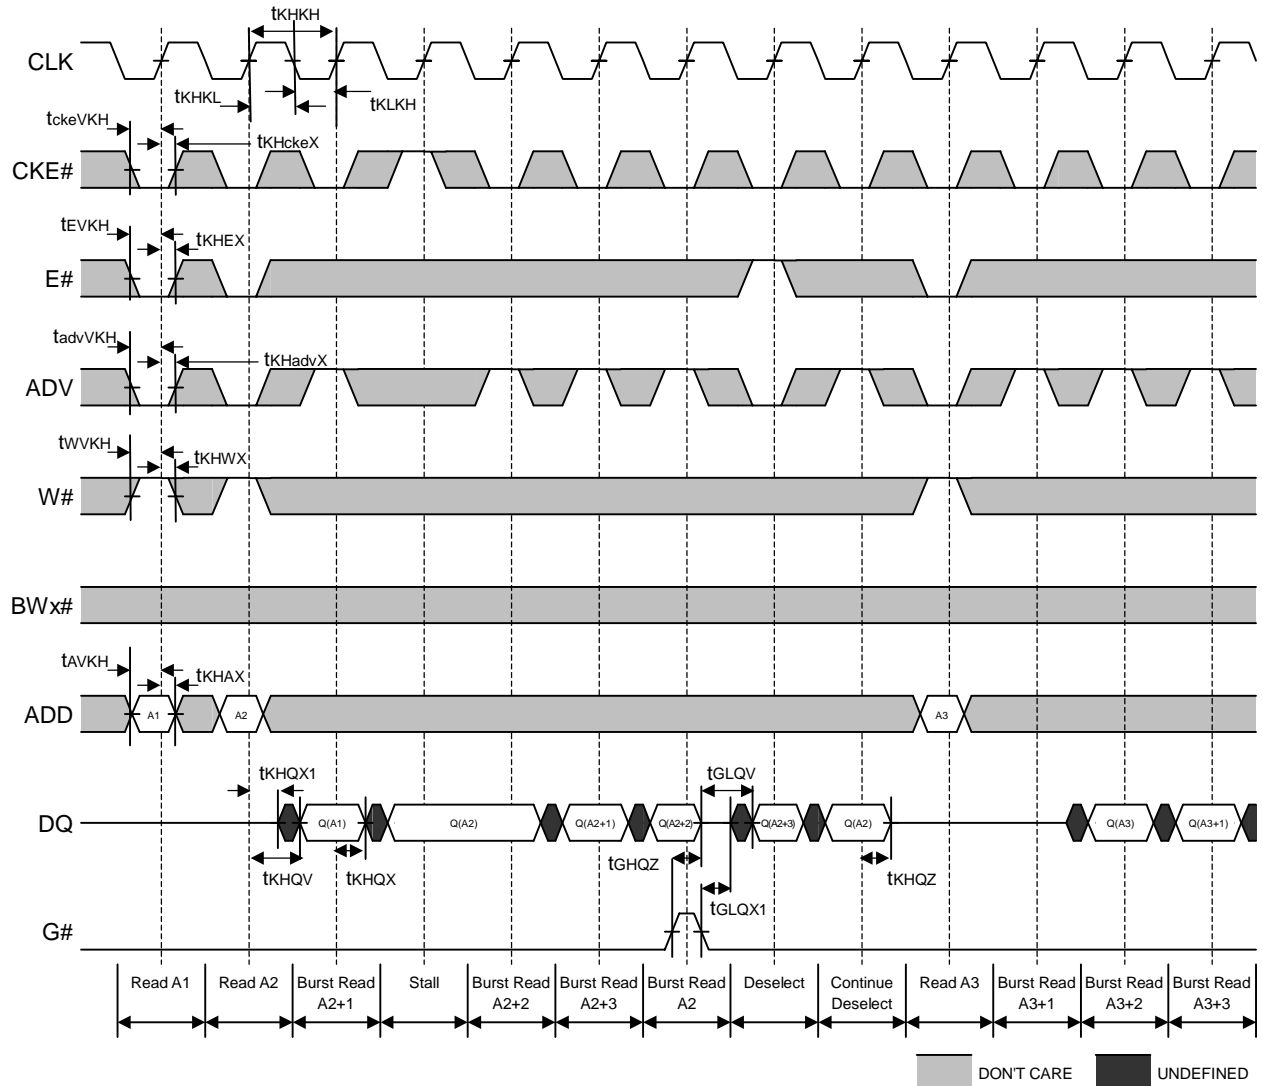 tKHKH
CLK
tKHKL
tKLKH
tckeVKH
tKHckeX
CKE#
tEVKH
tKHEX
E#
tadvVKH
tKHadvX
ADV
tWVKH
tKHWX
W#
BWx#
tAVKH
tKHAX
ADD
A1
A2
A3
tKHQX1
tGLQV
DQ
Q(A1)
Q(A2)
Q(A2+1)
Q(A2+2)
Q(A2+3)
Q(A2)
Q(A3)
Q(A3+1)
tKHQV
tKHQX
tGHQZ
tKHQZ
tGLQX1
G#
Read A1
Read A2
Burst Read
A2+1
Stall
Burst Read
A2+2
Burst Read
A2+3
Burst Read
A2
Deselect
Continue
Deselect
Read A3
Burst Read
A3+1
Burst Read
A3+2
Burst Read
A3+3
DON'T CARE
UNDEFINED